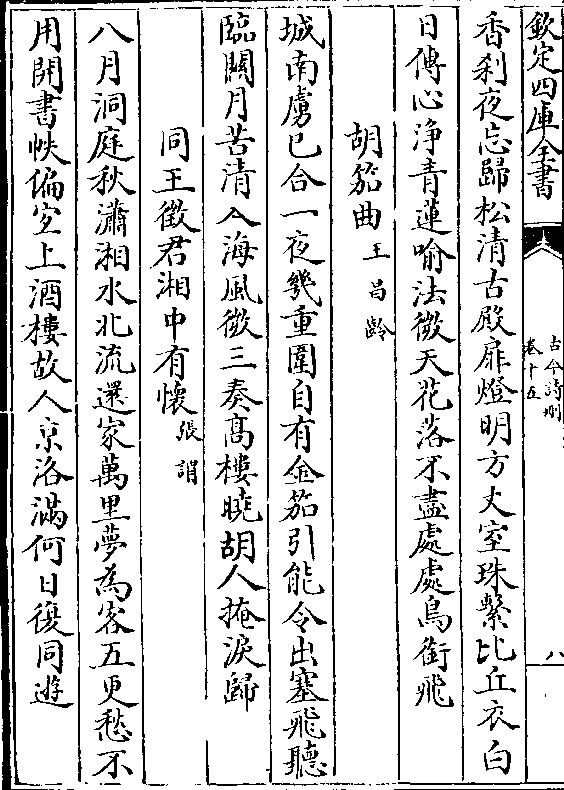 欽定四庫全書
古今詩刪
卷十五
八
香刹夜忘歸松清古殿扉燈明方丈室珠繫比丘衣白
日傳心浄青蓮喻法微天花落不盡處處鳥銜飛
胡笳曲王昌齡
城南虜已合一夜幾重圍自有金笳引能令出塞飛聽
臨關月苦清入海風微三奏髙樓曉胡人掩淚歸
同王徵君湘中有懷張謂
八月洞庭秋瀟湘水北流還家萬里夢為客五更愁不
用開書帙偏宐上酒樓故人京洛滿何日復同遊